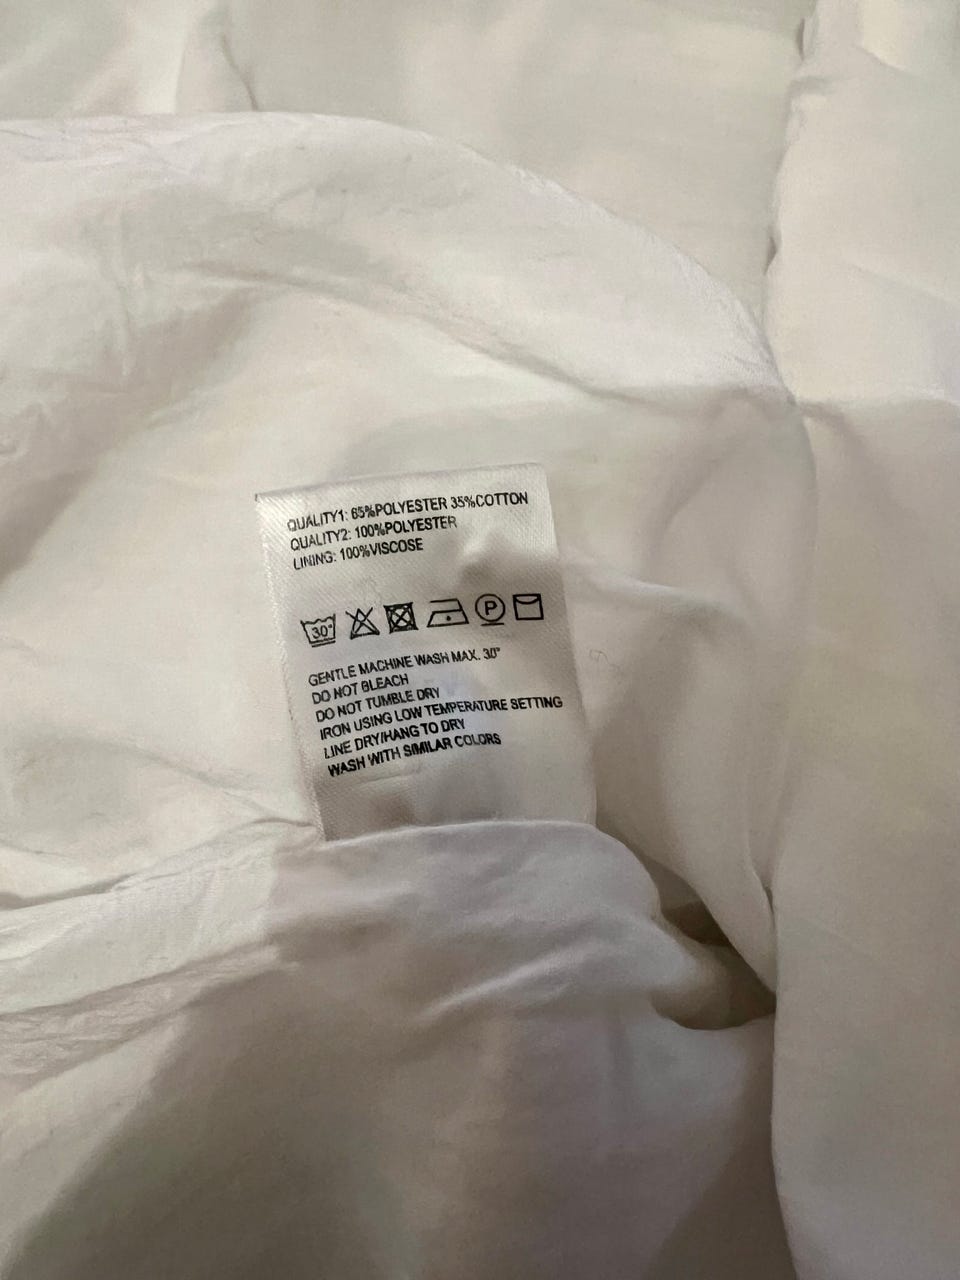 QUALITY1: 65%POLYESTER 35%COTTON
QUALITY2: 100%POLYESTER
LINING: 100%VISCOSE
30° P
GENTLE MACHINE WASH MAX. 30°
DO NOT BLEACH
DO NOT TUMBLE DRY
IRON USING LOW TEMPERATURE SETTING
LINE DRY/HANG TO DRY
WASH WITH SIMILAR COLORS